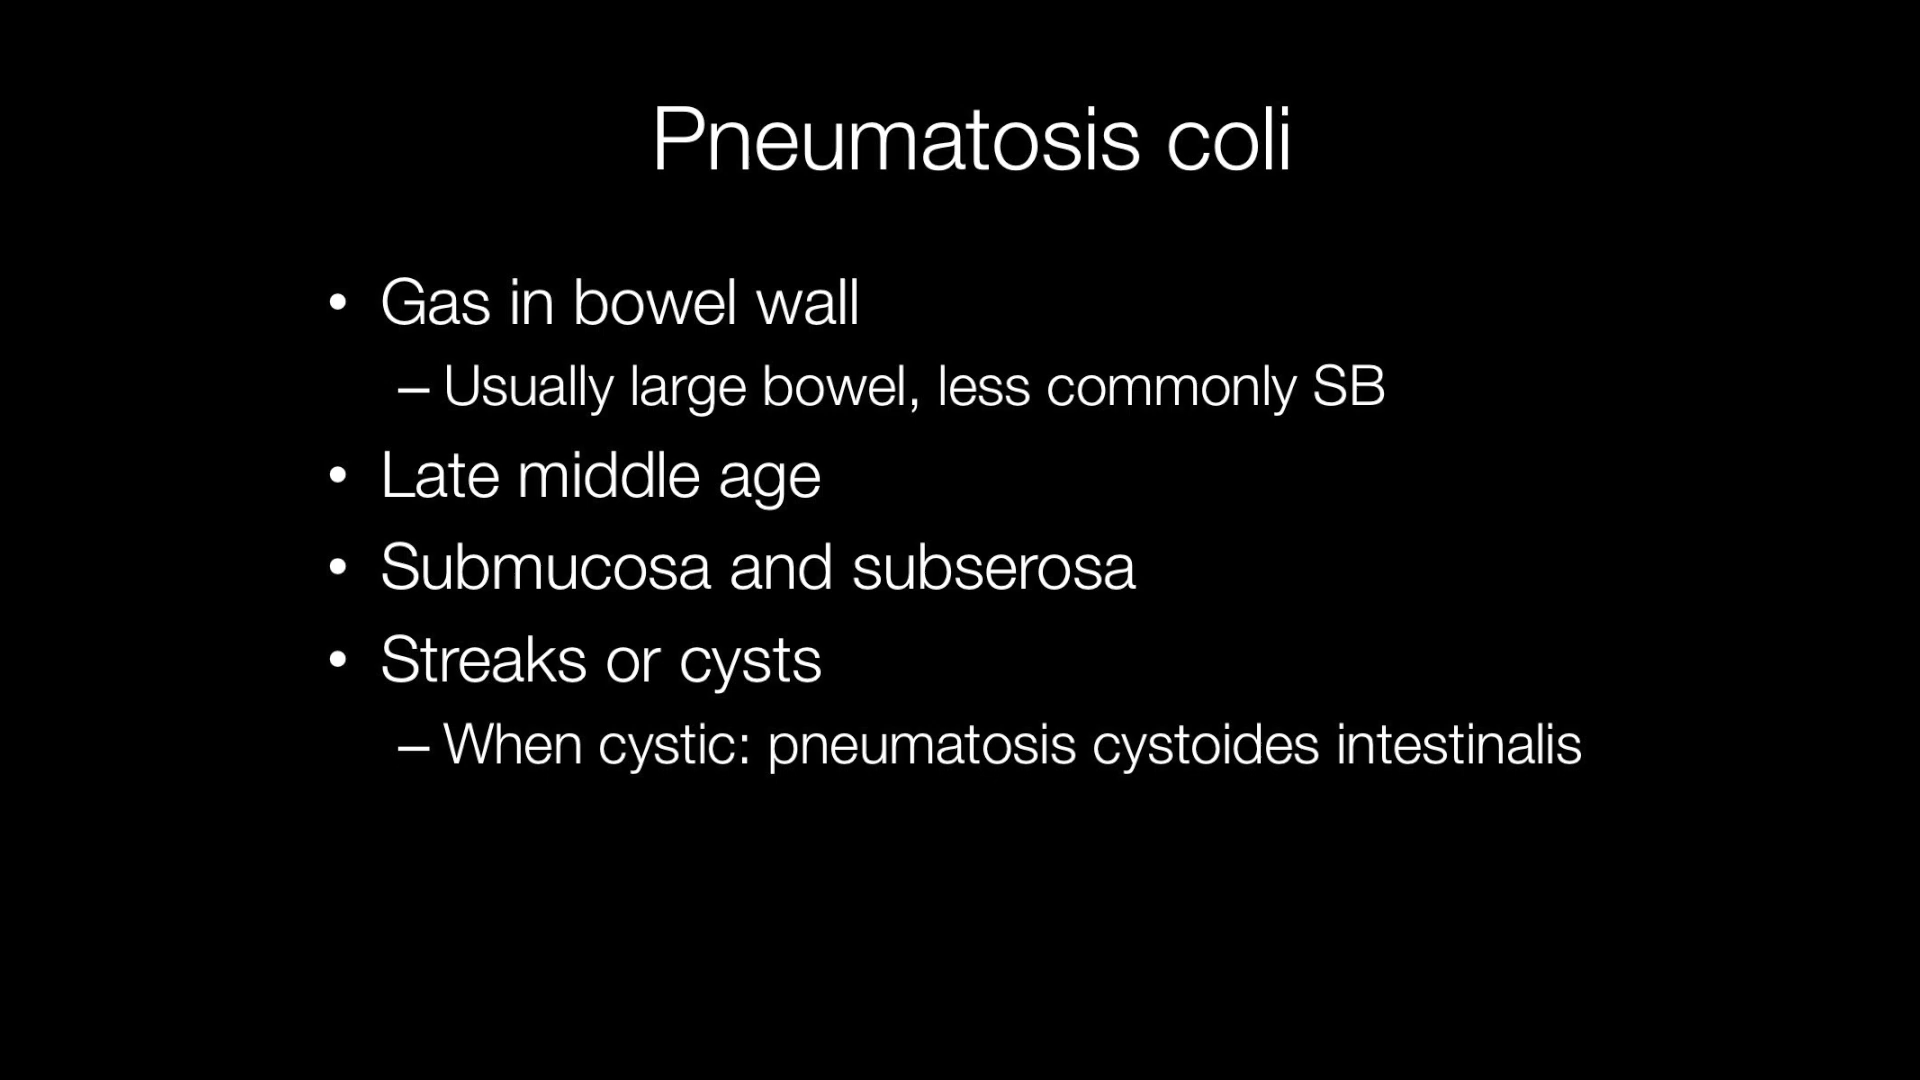 Pneumatosis coli
• Gas in bowel wall
– Usually large bowel, less commonly SB
• Late middle age
• Submucosa and subserosa
• Streaks or cysts
– When cystic: pneumatosis cystoides intestinalis